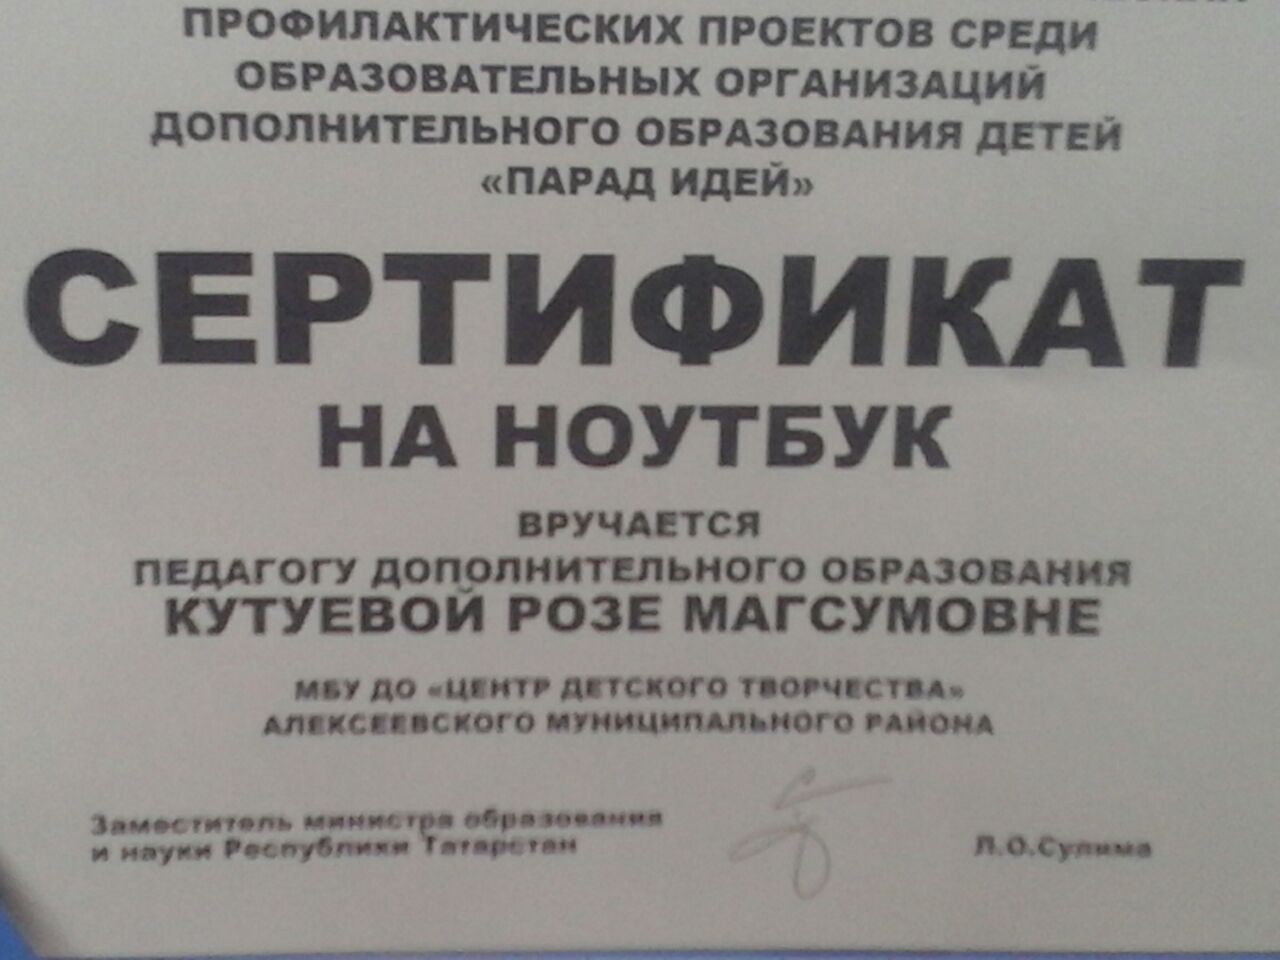 ПРОФИЛАКТИЧЕСКИХ ПРОЕКТОВ СРЕДИ
ОБРАЗОВАТЕЛЬНЫХ ОРГАНИЗАЦИЙ
ДОПОЛНИТЕЛЬНОГО ОБРАЗОВАНИЯ ДЕТЕЙ
«ПАРАД ИДЕЙ»
СЕРТИФИКАТ
НА НОУТБУК
ВРУЧАЕТСЯ
ПЕДАГОГУ ДОПОЛНИТЕЛЬНОГО ОБРАЗОВАНИЯ
КУТУЕВОЙ РОЗЕ МАГСУМОВНЕ
МБУ ДО «ЦЕНТР ДЕТСКОГО ТВОРЧЕСТВА»
АЛЕКСЕЕВСКОГО МУНИЦИПАЛЬНОГО РАЙОНА
Заместитель министра образования
и науки Республики Татарстан Л.О.Сулима